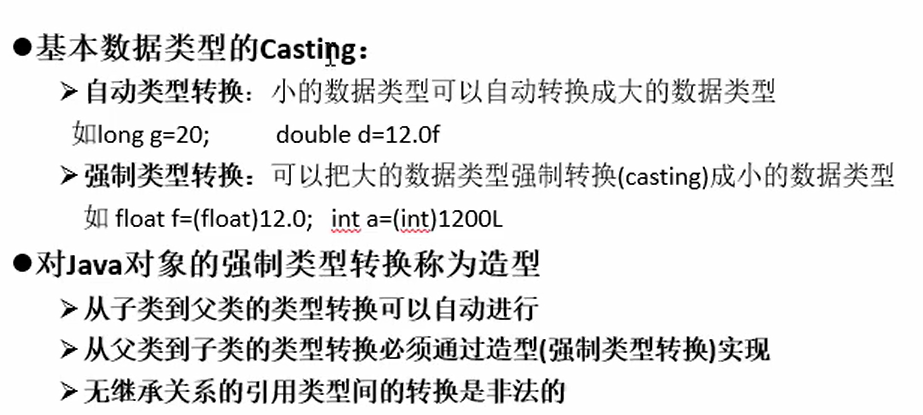 ●基本数据类型的Casting：
➢自动类型转换：小的数据类型可以自动转换成大的数据类型
如long g=20; double d=12.0f
➢强制类型转换：可以把大的数据类型强制转换(casting)成小的数据类型
如 float f=(float)12.0; int a=(int)1200L
●对Java对象的强制类型转换称为造型
➢从子类到父类的类型转换可以自动进行
➢从父类到子类的类型转换必须通过造型(强制类型转换)实现
➢无继承关系的引用类型间的转换是非法的